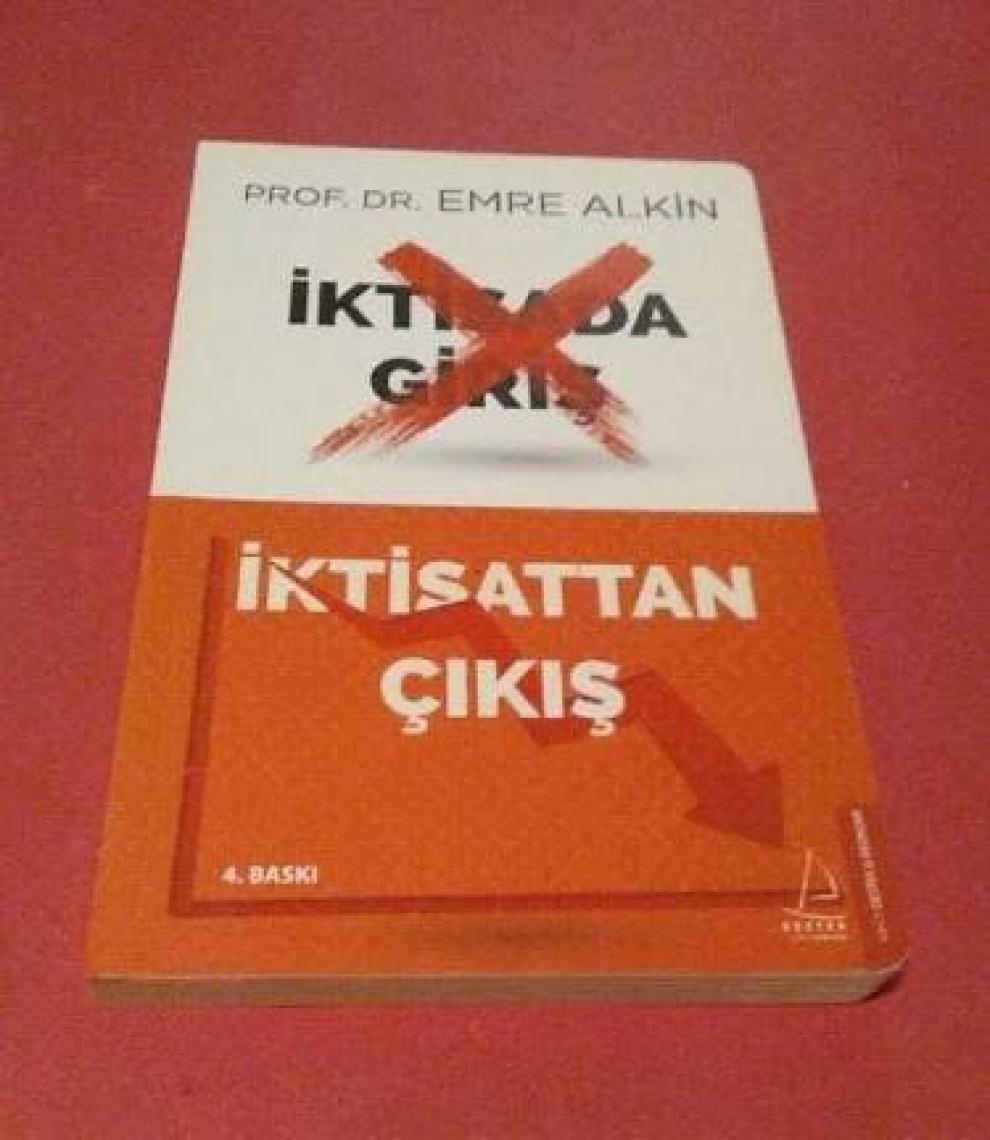 PROF. DR. EMRE ALKİN
İKTİSADA
GİRİŞ
İKTİSATTAN
ÇIKIŞ
4. BASKI